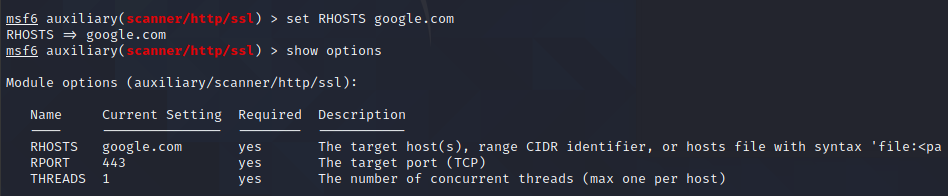 msf6 auxiliary(scanner/http/ssl) > set RHOSTS google.com
RHOSTS ⇒ google.com
msf6 auxiliary(scanner/http/ssl) > show options
Module options (auxiliary/scanner/http/ssl):
Name Current Setting Required Description
RHOSTS google.com yes The target host(s), range CIDR identifier, or hosts file with syntax 'file:<pa
RPORT 443 yes The target port (TCP)
THREADS 1 yes The number of concurrent threads (max one per host)